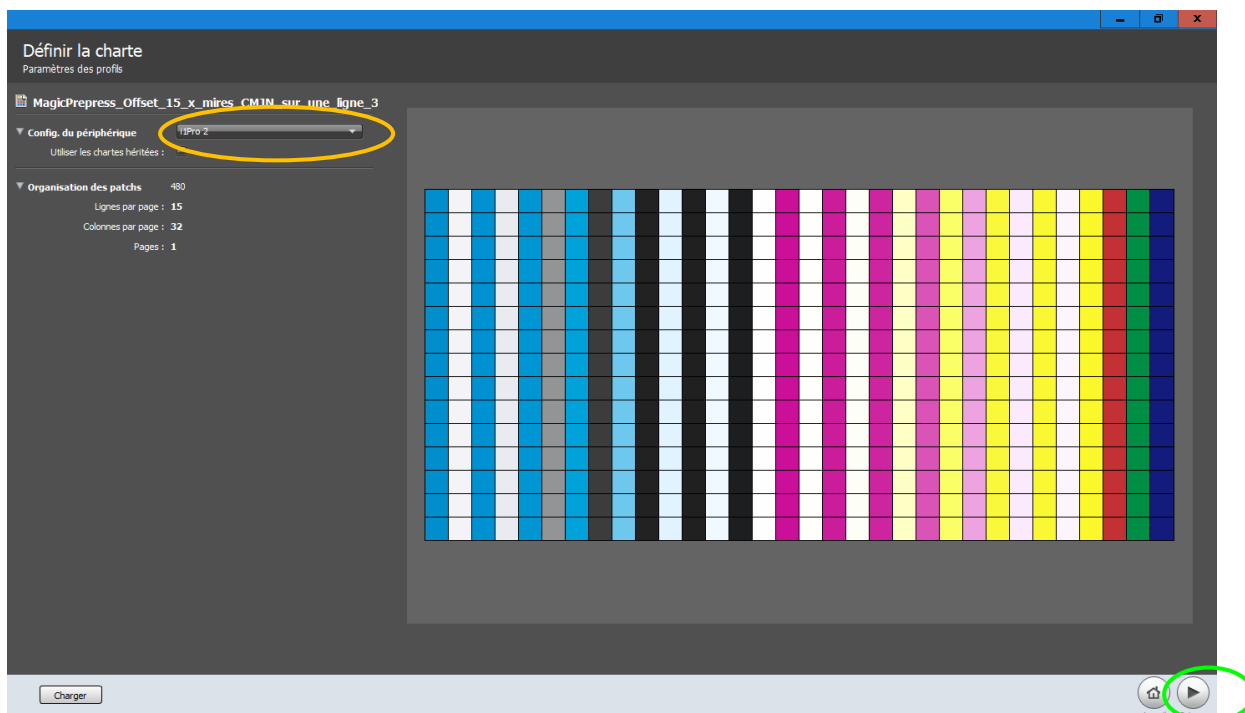 Définir la charte
Paramètres des profils
MagicPrepress_Offset_15_x_mires_CMJN_sur_une_ligne_3
Config. du périphérique i1Pro 2
Utiliser les chartes héritées :
Organisation des patchs 480
Lignes par page : 15
Colonnes par page : 32
Pages : 1
Charger